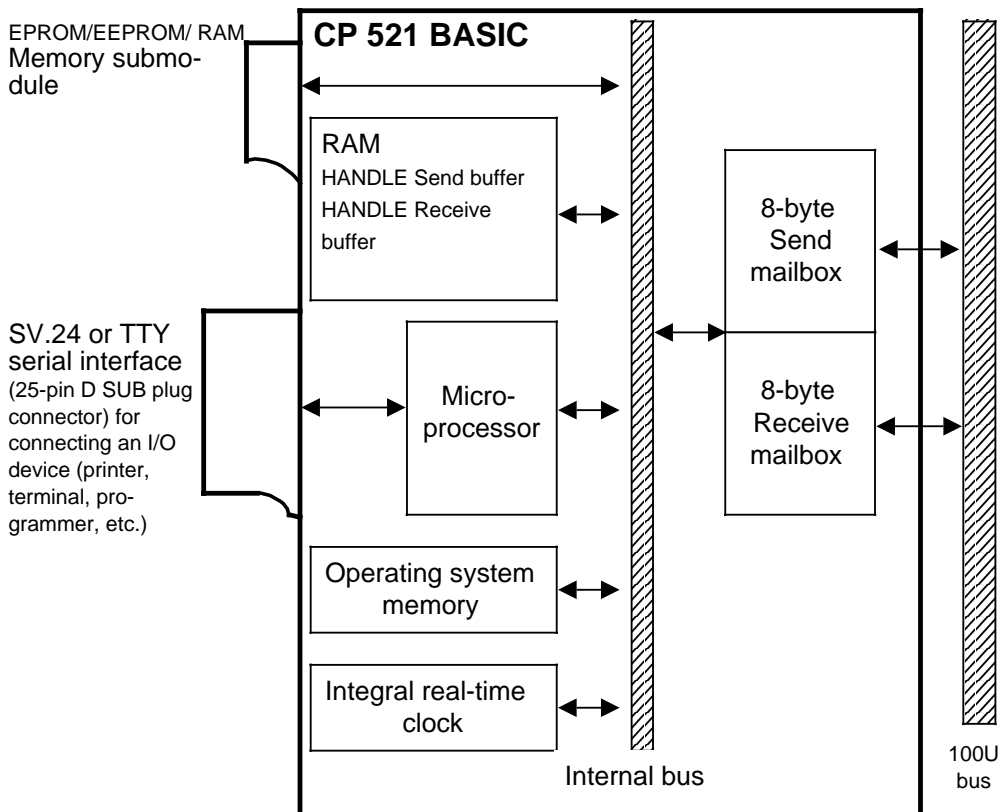 EPROM/EEPROM/ RAM
Memory submo-
dule
CP 521 BASIC
RAM
HANDLE Send buffer
HANDLE Receive
buffer
8-byte
Send
mailbox
SV.24 or TTY
serial interface
(25-pin D SUB plug
connector) for
connecting an I/O
device (printer,
terminal, pro-
grammer, etc.)
Micro-
processor
8-byte
Receive
mailbox
Operating system
memory
Integral real-time
clock
Internal bus
100U
bus